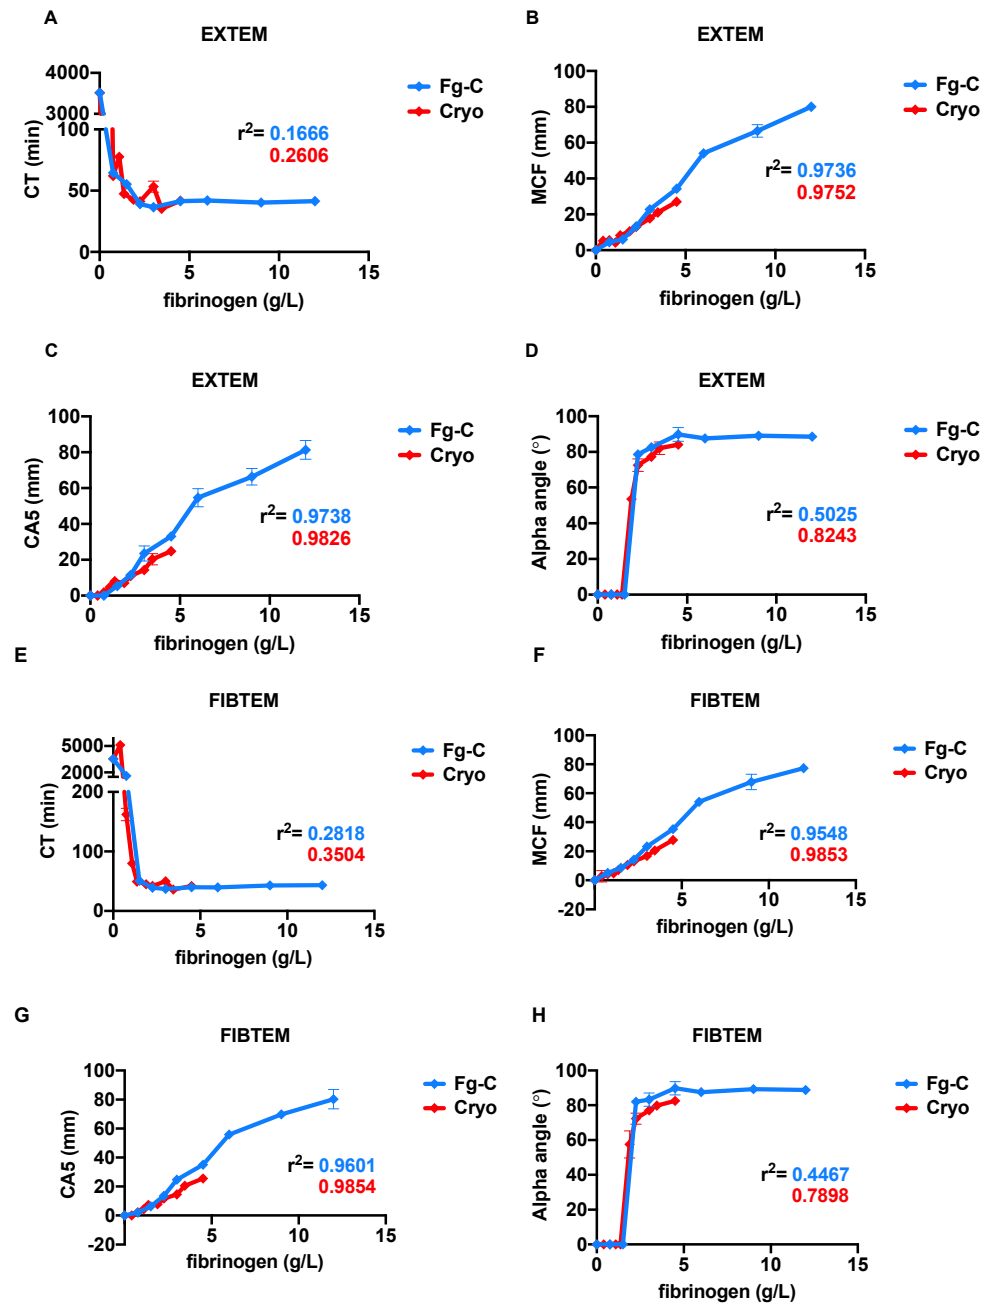 A
EXTEM
4000
3000
100
50
0
CT (min)
0 5 10 15
fibrinogen (g/L)
Fg-C
Cryo
r2= 0.1666
0.2606
B
EXTEM
100
80
60
40
20
0
MCF (mm)
0 5 10 15
fibrinogen (g/L)
Fg-C
Cryo
r2= 0.9736
0.9752
C
EXTEM
100
80
60
40
20
0
CA5 (mm)
0 5 10 15
fibrinogen (g/L)
Fg-C
Cryo
r2= 0.9738
0.9826
D
EXTEM
100
80
60
40
20
0
Alpha angle (°)
0 5 10 15
fibrinogen (g/L)
Fg-C
Cryo
r2= 0.5025
0.8243
E
FIBTEM
5000
2000
200
100
0
CT (min)
0 5 10 15
fibrinogen (g/L)
Fg-C
Cryo
r2= 0.2818
0.3504
F
FIBTEM
100
80
60
40
20
0
-20
MCF (mm)
5 10 15
fibrinogen (g/L)
Fg-C
Cryo
r2= 0.9548
0.9853
G
FIBTEM
100
80
60
40
20
0
-20
CA5 (mm)
5 10 15
fibrinogen (g/L)
Fg-C
Cryo
r2= 0.9601
0.9854
H
FIBTEM
100
80
60
40
20
0
Alpha angle (°)
0 5 10 15
fibrinogen (g/L)
Fg-C
Cryo
r2= 0.4467
0.7898